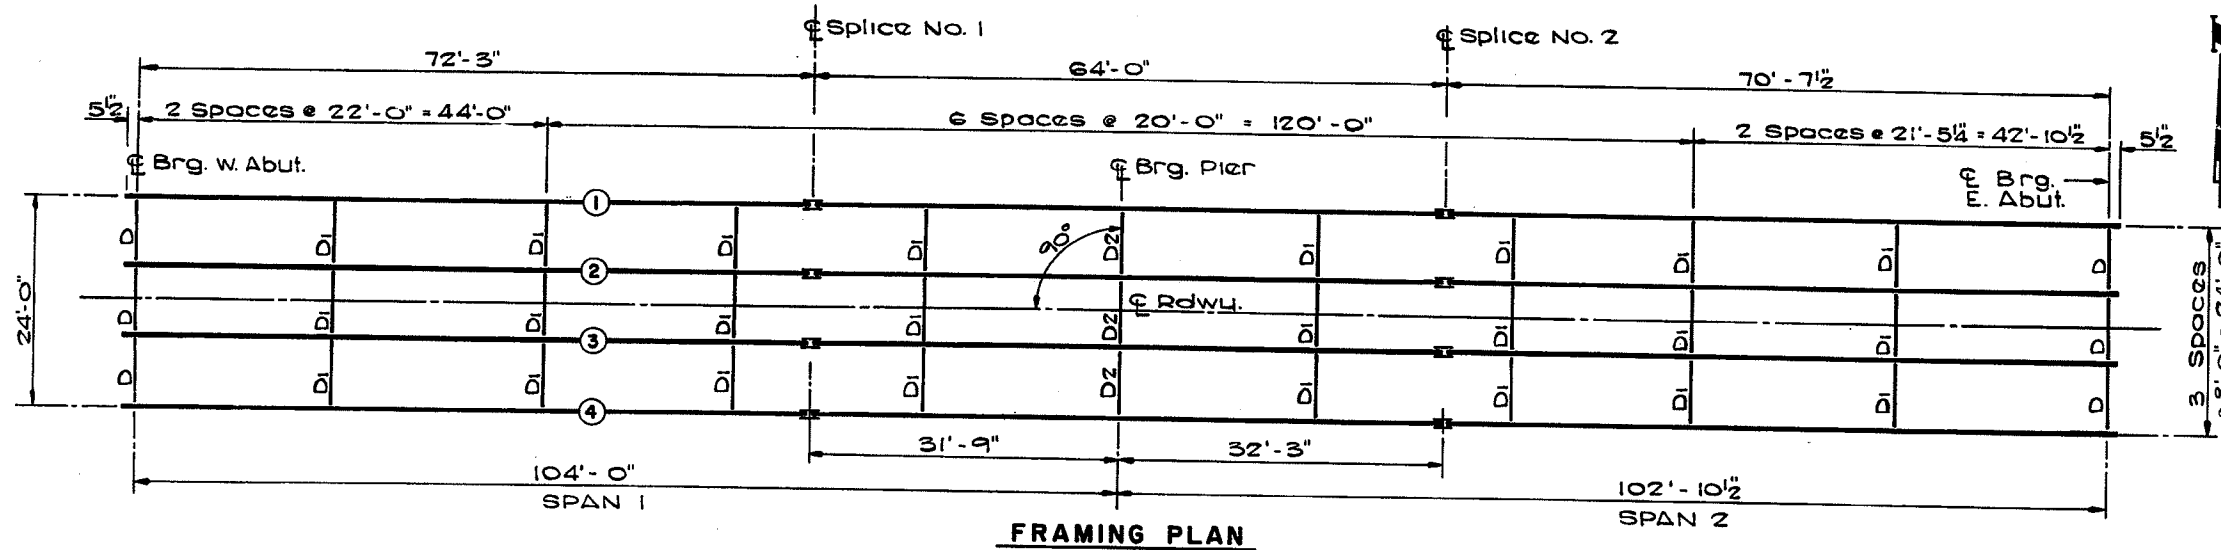 ℄ Splice No. 1
℄ Splice No. 2
72'-3"
64'-0"
70'-7½"
5½"
2 Spaces @ 22'-0" = 44'-0"
6 Spaces @ 20'-0" = 120'-0"
2 Spaces @ 21'-5¼" = 42'-10½"
5½"
℄ Brg. W. Abut.
℄ Brg. Pier
℄ Brg.
E. Abut.
1
D D1 D1 D1 D1 D2 D1 D1 D1 D1 D
90°
2
24'-0"
℄ Rdwy.
D D1 D1 D1 D1 D2 D1 D1 D1 D1 D
3
D D1 D1 D1 D1 D2 D1 D1 D1 D1 D
4
3 Spaces
31'-9"
32'-3"
104'-0"
SPAN 1
102'-10½"
SPAN 2
FRAMING PLAN